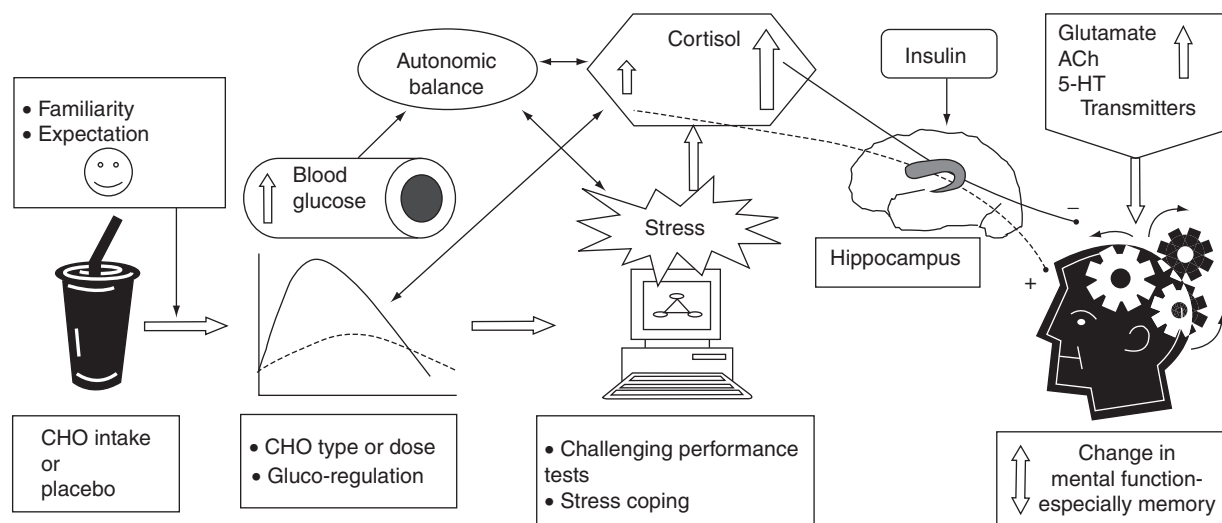 • Familiarity
• Expectation
Autonomic
balance
Cortisol
Insulin
Glutamate
ACh
5-HT
Transmitters
Blood
glucose
Stress
Hippocampus
–
+
CHO intake
or
placebo
• CHO type or dose
• Gluco-regulation
• Challenging performance
tests
• Stress coping
Change in
mental function-
especially memory